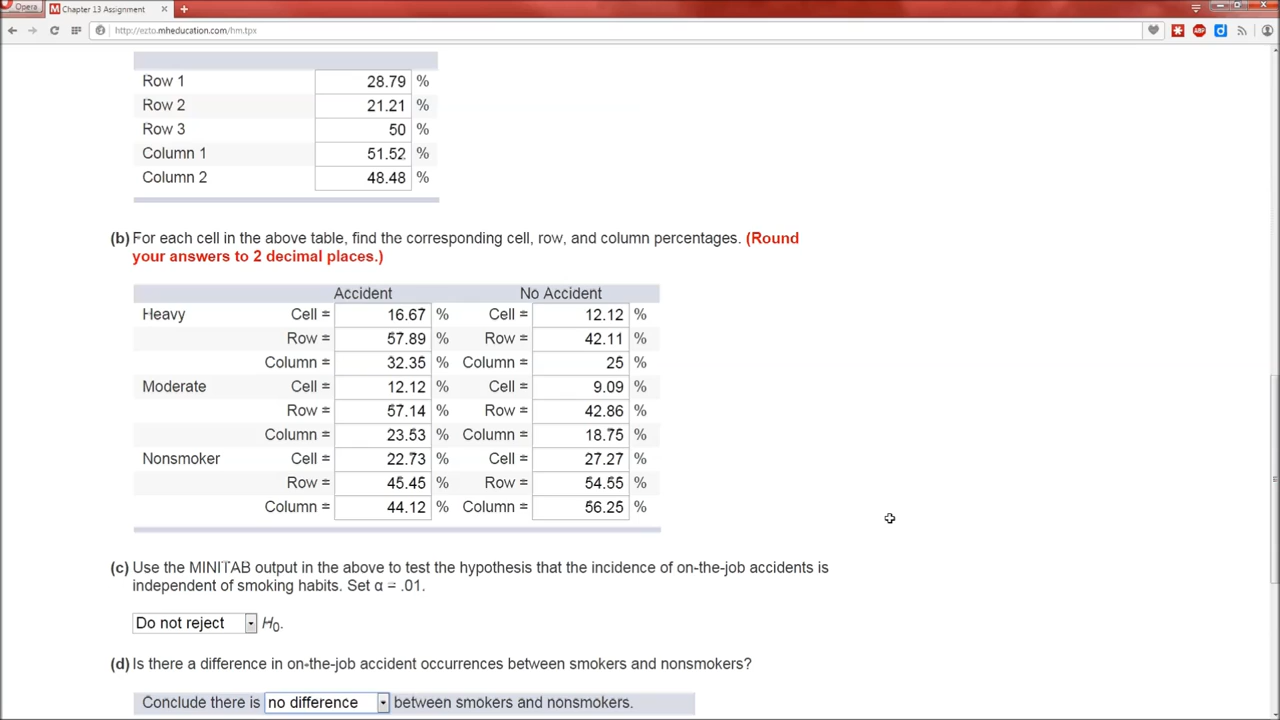 Opera
M Chapter 13 Assignment
http://ezto.mheducation.com/hm.tpx
Row 1 28.79 %
Row 2 21.21 %
Row 3 50 %
Column 1 51.52 %
Column 2 48.48 %
(b) For each cell in the above table, find the corresponding cell, row, and column percentages. (Round
your answers to 2 decimal places.)
Accident No Accident
Heavy Cell = 16.67 % Cell = 12.12 %
Row = 57.89 % Row = 42.11 %
Column = 32.35 % Column = 25 %
Moderate Cell = 12.12 % Cell = 9.09 %
Row = 57.14 % Row = 42.86 %
Column = 23.53 % Column = 18.75 %
Nonsmoker Cell = 22.73 % Cell = 27.27 %
Row = 45.45 % Row = 54.55 %
Column = 44.12 % Column = 56.25 %
(c) Use the MINITAB output in the above to test the hypothesis that the incidence of on-the-job accidents is
independent of smoking habits. Set α = .01.
Do not reject H0.
(d) Is there a difference in on-the-job accident occurrences between smokers and nonsmokers?
Conclude there is no difference between smokers and nonsmokers.